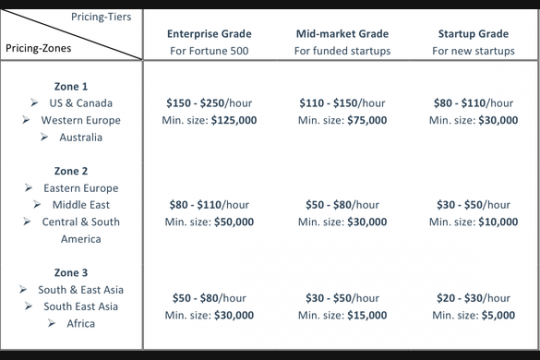 Pricing-Tiers
Pricing-Zones
Enterprise Grade
For Fortune 500
Mid-market Grade
For funded startups
Startup Grade
For new startups
Zone 1
➢ US & Canada
➢ Western Europe
➢ Australia
$150 - $250/hour
Min. size: $125,000
$110 - $150/hour
Min. size: $75,000
$80 - $110/hour
Min. size: $30,000
Zone 2
➢ Eastern Europe
➢ Middle East
➢ Central & South
America
$80 - $110/hour
Min. size: $50,000
$50 - $80/hour
Min. size: $30,000
$30 - $50/hour
Min. size: $10,000
Zone 3
➢ South & East Asia
➢ South East Asia
➢ Africa
$50 - $80/hour
Min. size: $30,000
$30 - $50/hour
Min. size: $15,000
$20 - $30/hour
Min. size: $5,000